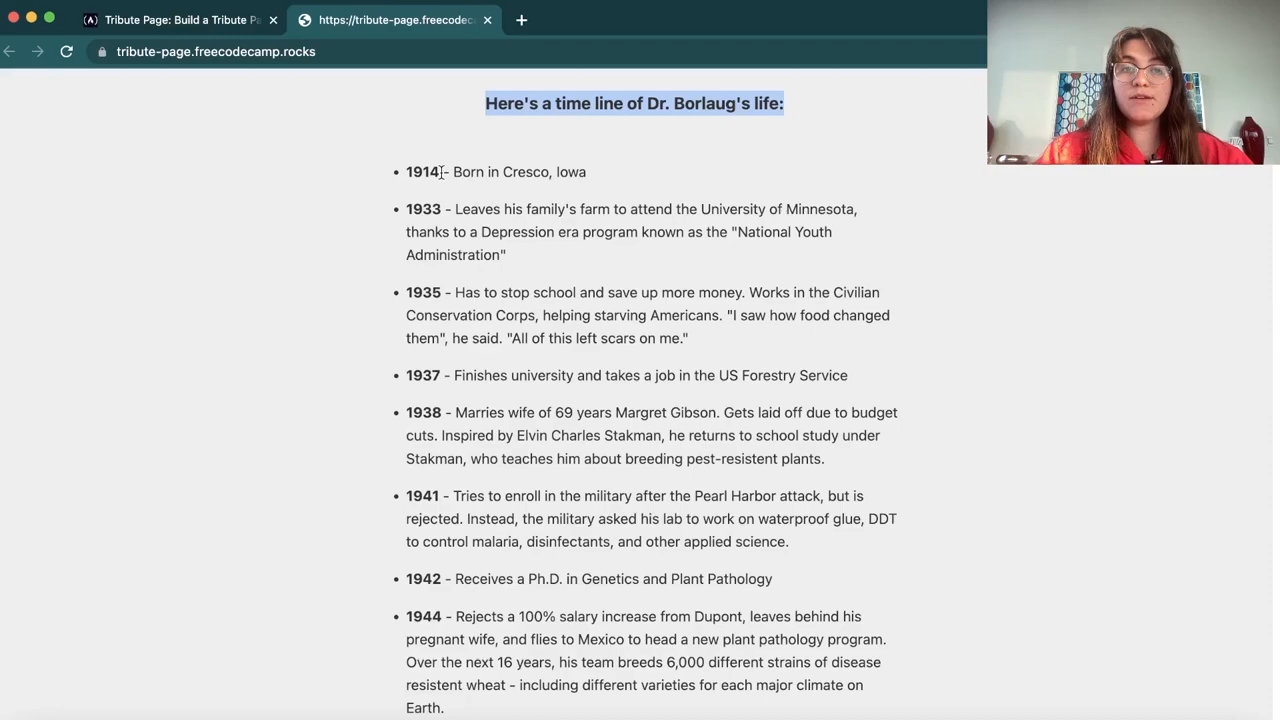 Tribute Page: Build a Tribute Pa
https://tribute-page.freecodec
tribute-page.freecodecamp.rocks
Here's a time line of Dr. Borlaug's life:
1914 - Born in Cresco, Iowa
1933 - Leaves his family's farm to attend the University of Minnesota,
thanks to a Depression era program known as the "National Youth
Administration"
1935 - Has to stop school and save up more money. Works in the Civilian
Conservation Corps, helping starving Americans. "I saw how food changed
them", he said. "All of this left scars on me."
1937 - Finishes university and takes a job in the US Forestry Service
1938 - Marries wife of 69 years Margret Gibson. Gets laid off due to budget
cuts. Inspired by Elvin Charles Stakman, he returns to school study under
Stakman, who teaches him about breeding pest-resistent plants.
1941 - Tries to enroll in the military after the Pearl Harbor attack, but is
rejected. Instead, the military asked his lab to work on waterproof glue, DDT
to control malaria, disinfectants, and other applied science.
1942 - Receives a Ph.D. in Genetics and Plant Pathology
1944 - Rejects a 100% salary increase from Dupont, leaves behind his
pregnant wife, and flies to Mexico to head a new plant pathology program.
Over the next 16 years, his team breeds 6,000 different strains of disease
resistent wheat - including different varieties for each major climate on
Earth.